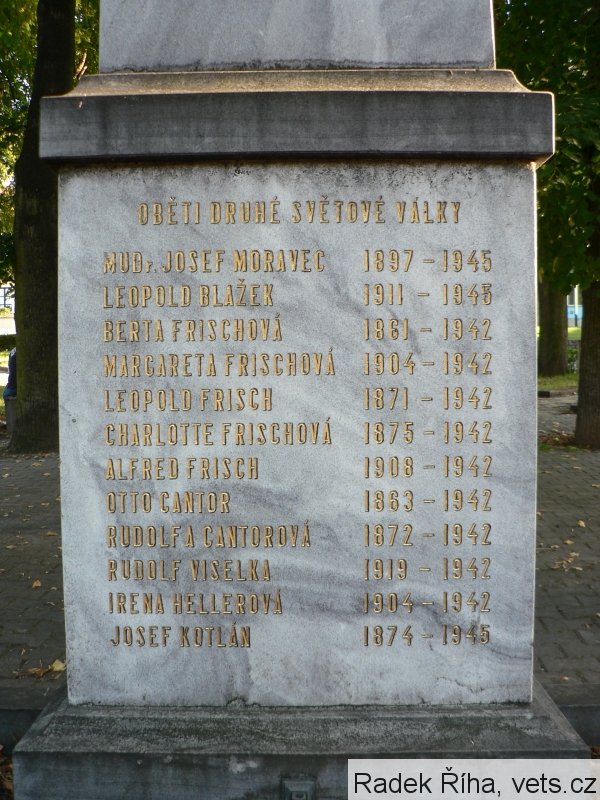 OBĚTI DRUHÉ SVĚTOVÉ VÁLKY
MUDr. JOSEF MORAVEC 1897 - 1945
LEOPOLD BLAŽEK 1911 - 1943
BERTA FRISCHOVÁ 1861 - 1942
MARGARETA FRISCHOVÁ 1904 - 1942
LEOPOLD FRISCH 1871 - 1942
CHARLOTTE FRISCHOVÁ 1875 - 1942
ALFRED FRISCH 1908 - 1942
OTTO CANTOR 1863 - 1942
RUDOLFA CANTOROVÁ 1872 - 1942
RUDOLF VISELKA 1919 - 1942
IRENA HELLEROVÁ 1904 - 1942
JOSEF KOTLÁN 1874 - 1945
Radek Říha, vets.cz